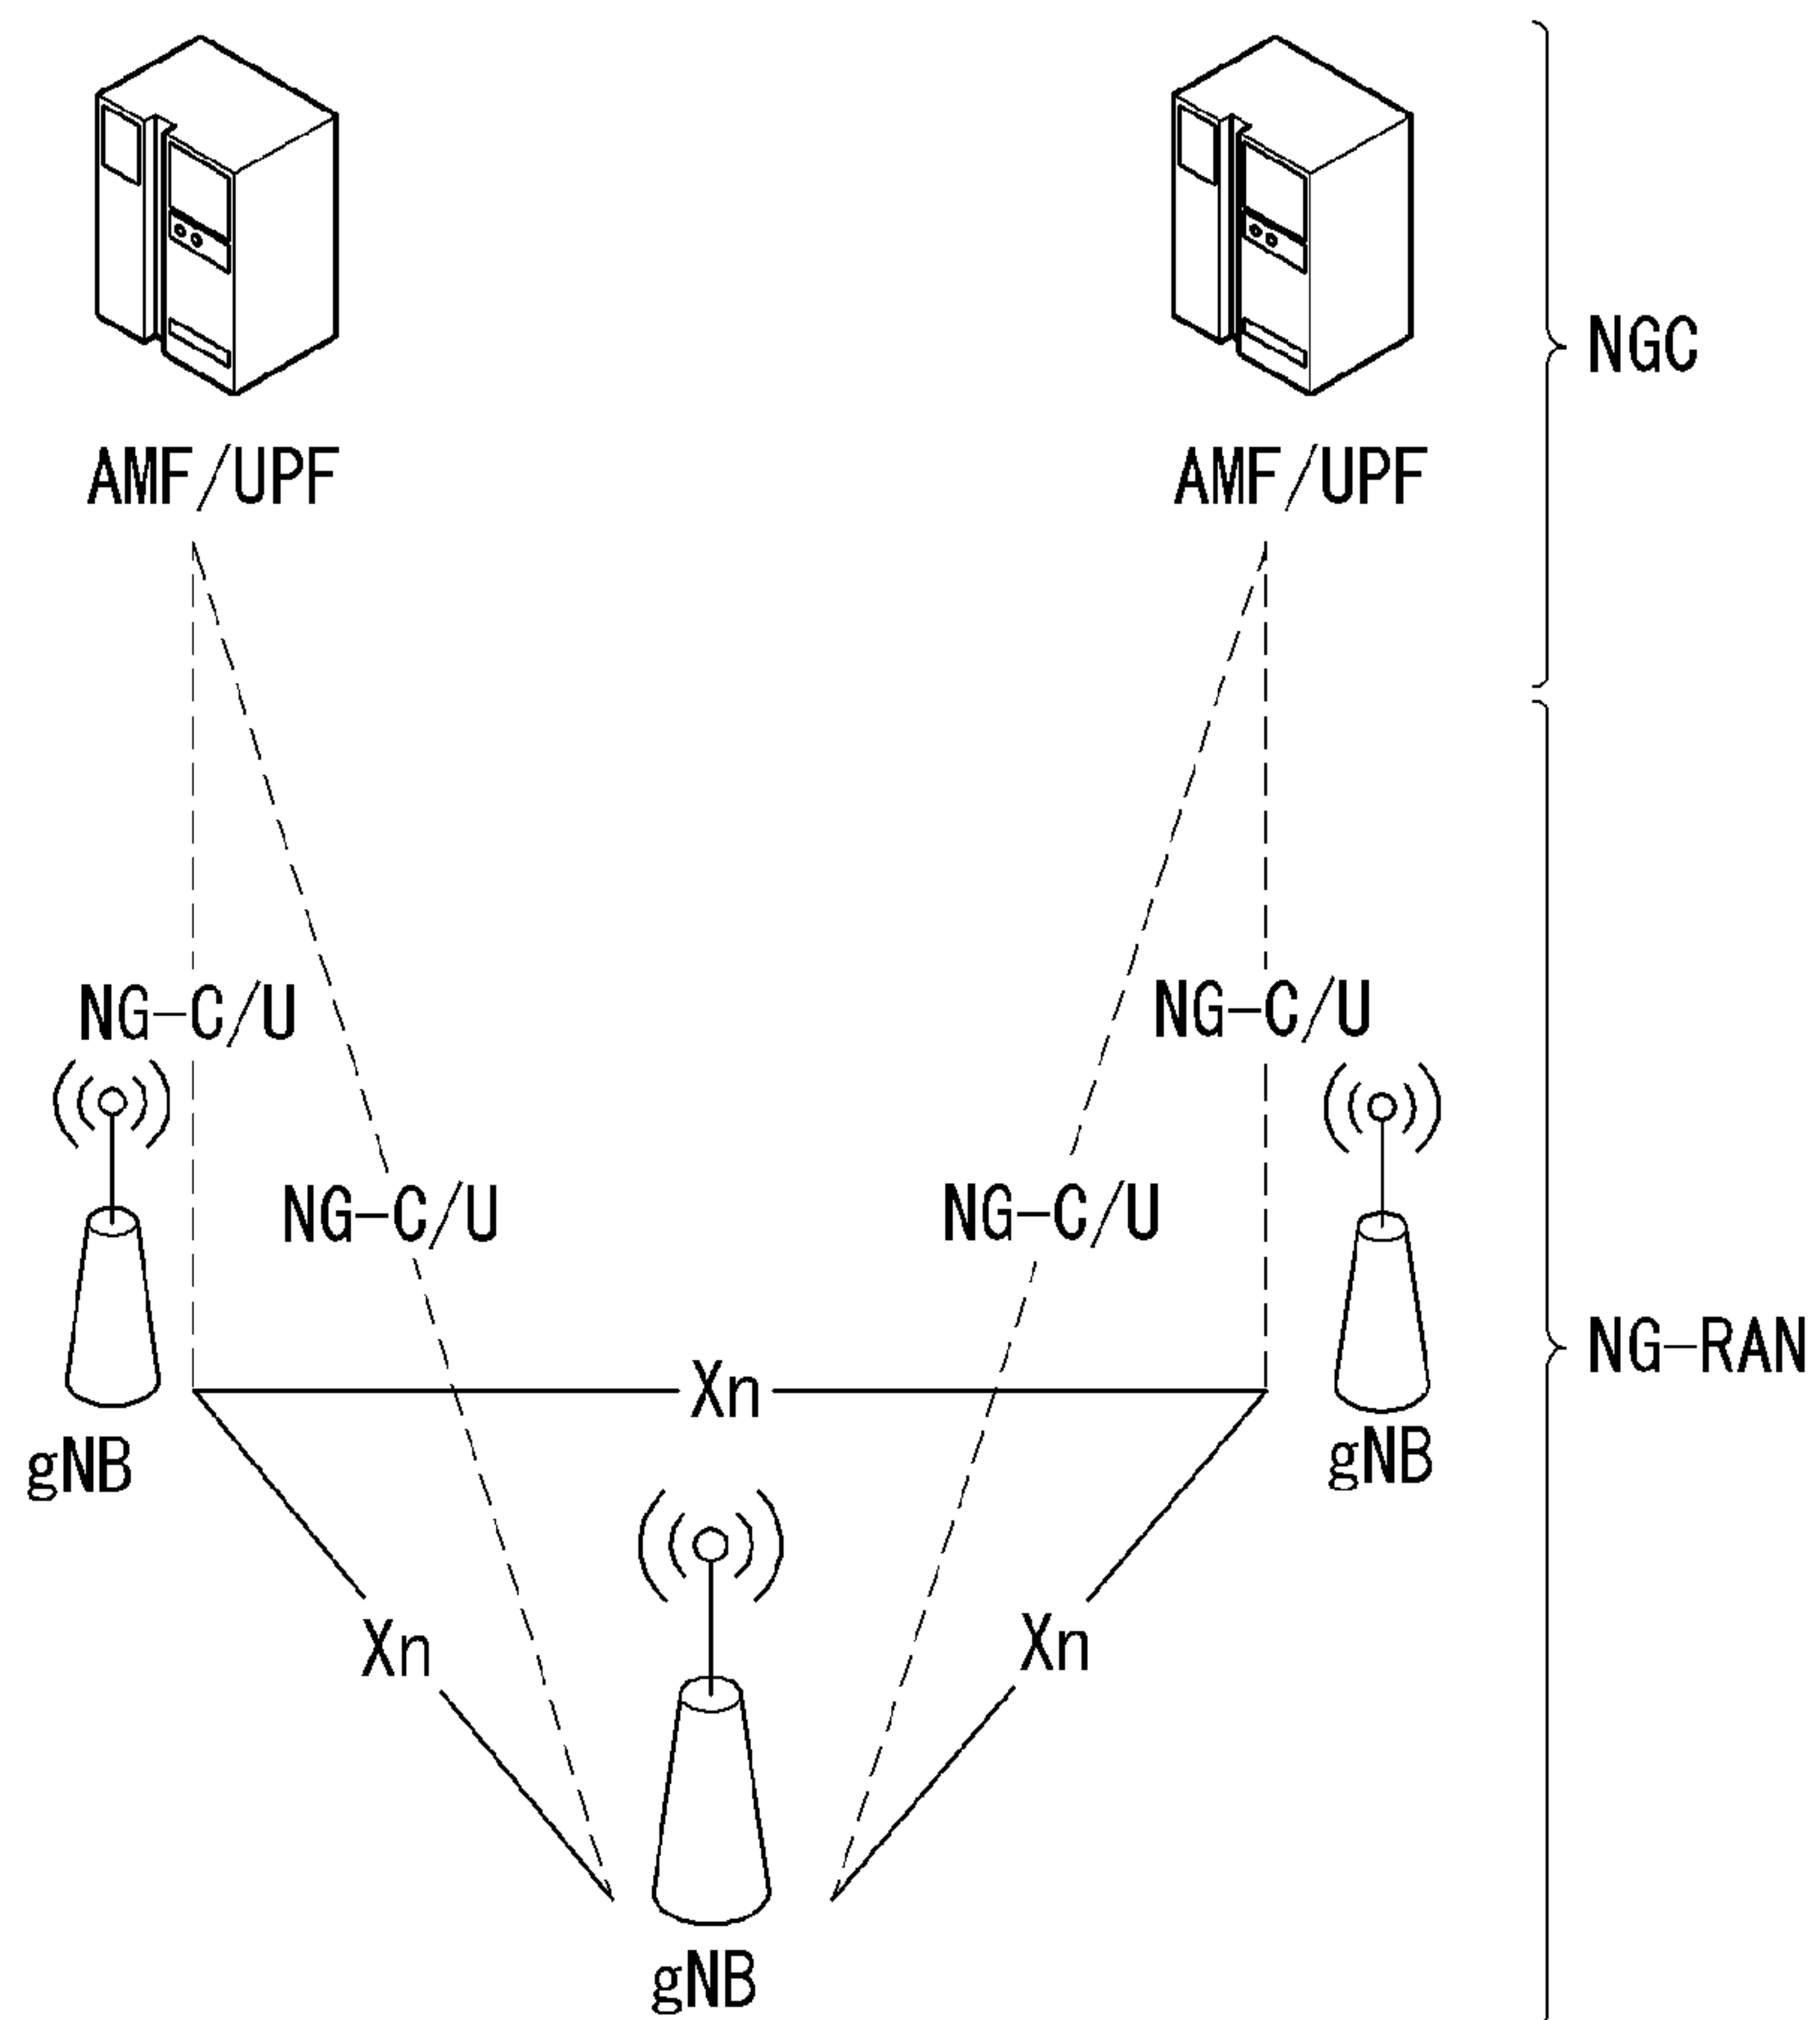 NGC
AMF/UPF
AMF/UPF
NG-C/U
NG-C/U
NG-C/U
NG-C/U
NG-RAN
Xn
gNB
gNB
Xn
Xn
gNB